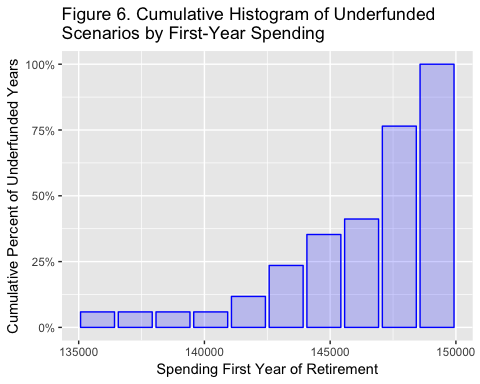 Figure 6. Cumulative Histogram of Underfunded
Scenarios by First-Year Spending
Cumulative Percent of Underfunded Years
100%
75%
50%
25%
0%
135000
140000
145000
150000
Spending First Year of Retirement